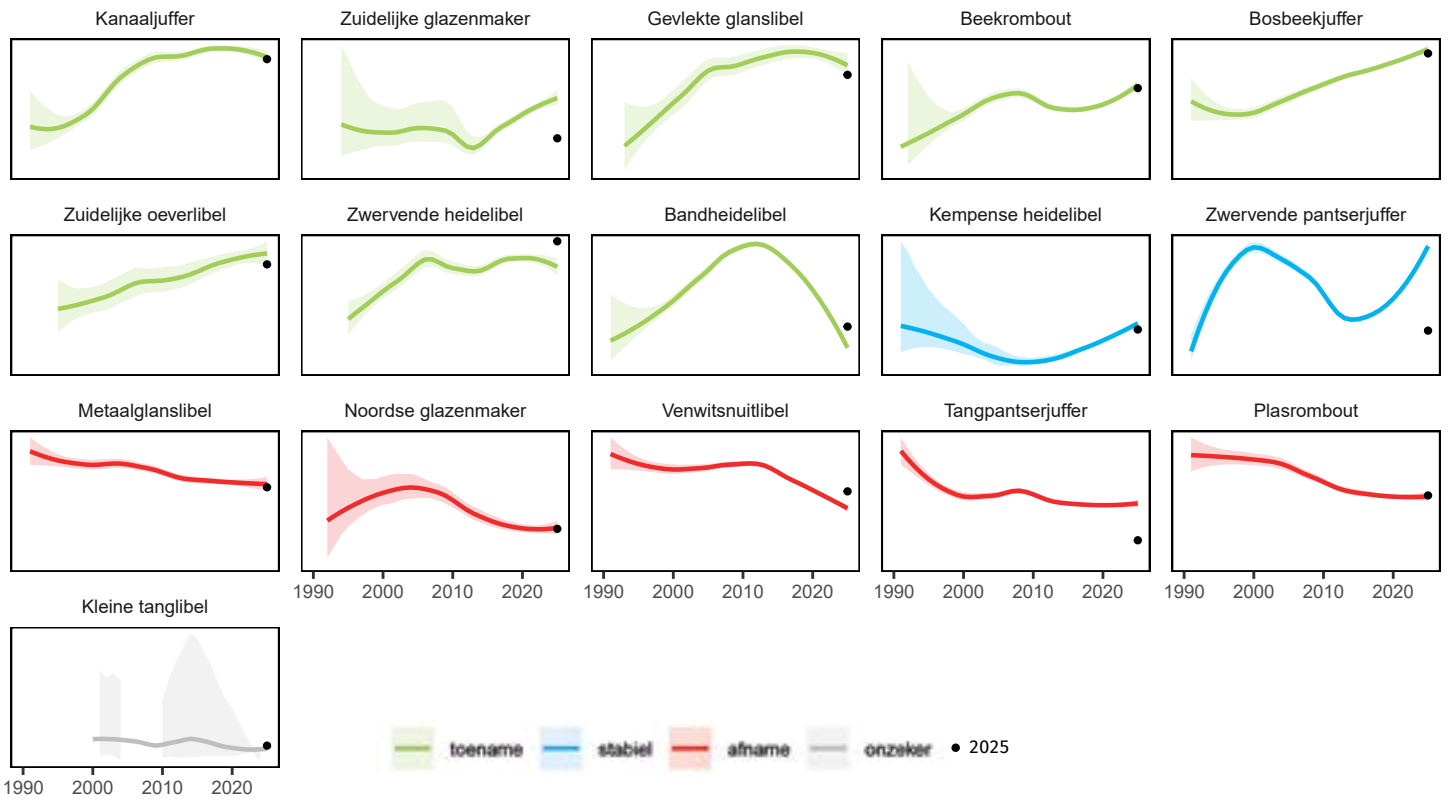 Kanaaljuffer
Zuidelijke glazenmaker
Gevlekte glanslibel
Beekrombout
Bosbeekjuffer
Zuidelijke oeverlibel
Zwervende heidelibel
Bandheidelibel
Kempense heidelibel
Zwervende pantserjuffer
Metaalglanslibel
Noordse glazenmaker
Venwitsnuitlibel
Tangpantserjuffer
Plasrombout
1990 2000 2010 2020
1990 2000 2010 2020
1990 2000 2010 2020
1990 2000 2010 2020
Kleine tanglibel
1990 2000 2010 2020
toename stabiel afname onzeker 2025